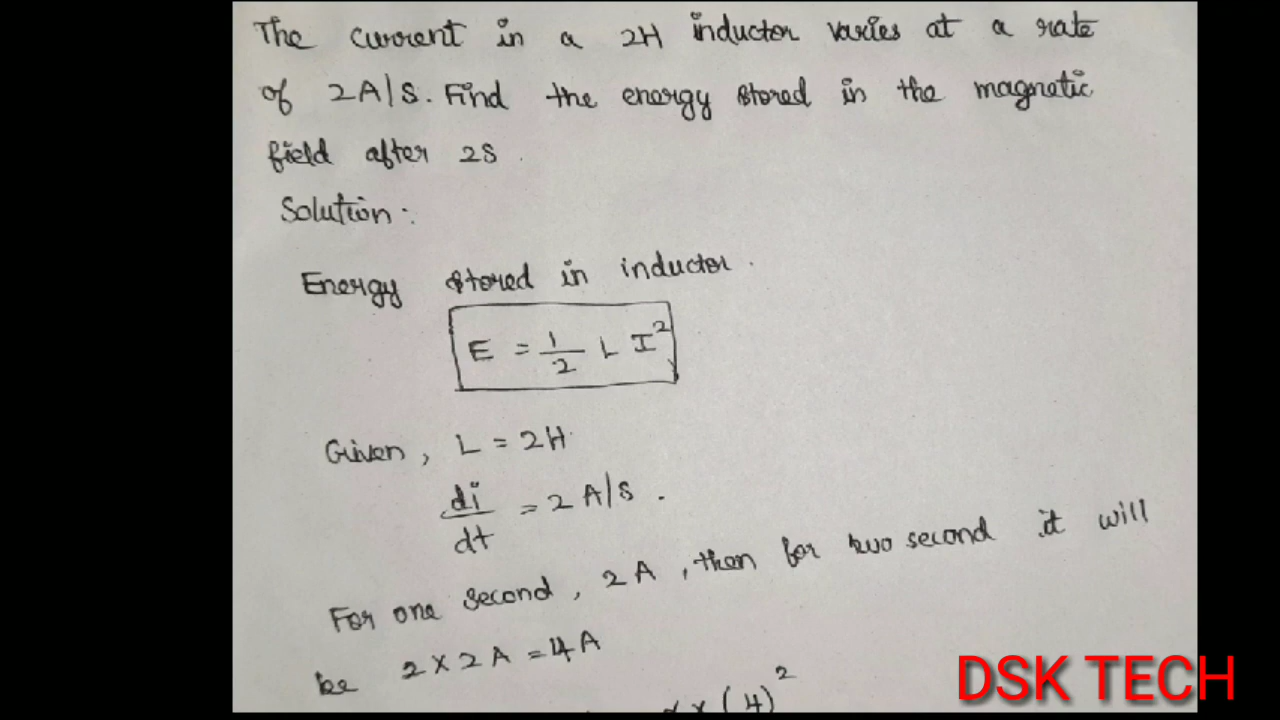 The current in a 2H inductor varies at a rate
of 2A/S. Find the energy stored in the magnetic
field after 2S.
Solution:
Energy stored in inductor.
E = 1/2 L I²
Given, L = 2H
di/dt = 2 A/S.
For one second, 2A, then for two second it will
be 2 × 2A = 4A
× (4)²
DSK TECH